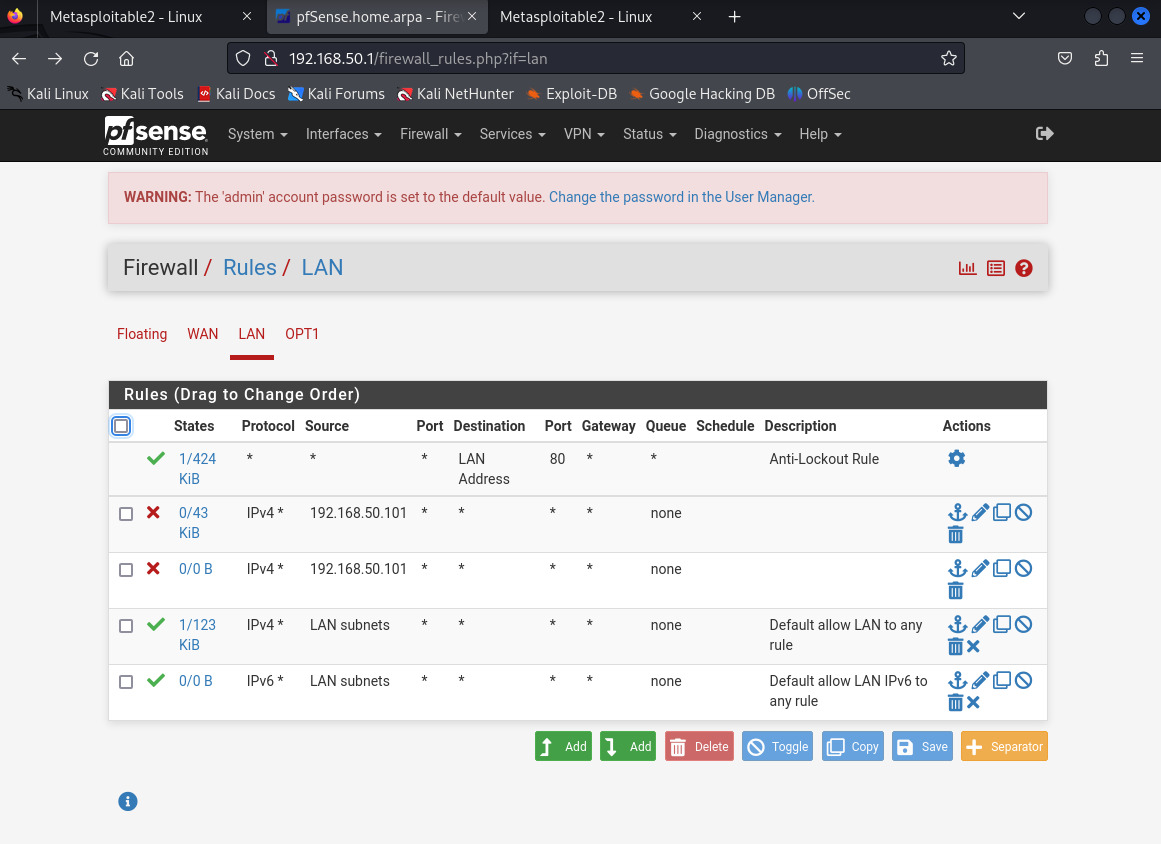 Metasploitable2 - Linux
pfSense.home.arpa - Fire
Metasploitable2 - Linux
192.168.50.1/firewall_rules.php?if=lan
Kali Linux Kali Tools Kali Docs Kali Forums Kali NetHunter Exploit-DB Google Hacking DB OffSec
pfsense
COMMUNITY EDITION
System Interfaces Firewall Services VPN Status Diagnostics Help
WARNING: The 'admin' account password is set to the default value. Change the password in the User Manager.
Firewall / Rules / LAN
Floating WAN LAN OPT1
Rules (Drag to Change Order)
States Protocol Source Port Destination Port Gateway Queue Schedule Description Actions
1/424 * * * LAN 80 * * Anti-Lockout Rule
KiB Address
0/43 IPv4 * 192.168.50.101 * * * * none
KiB
0/0 B IPv4 * 192.168.50.101 * * * * none
1/123 IPv4 * LAN subnets * * * * none Default allow LAN to any
KiB rule
0/0 B IPv6 * LAN subnets * * * * none Default allow LAN IPv6 to
any rule
Add Add Delete Toggle Copy Save Separator